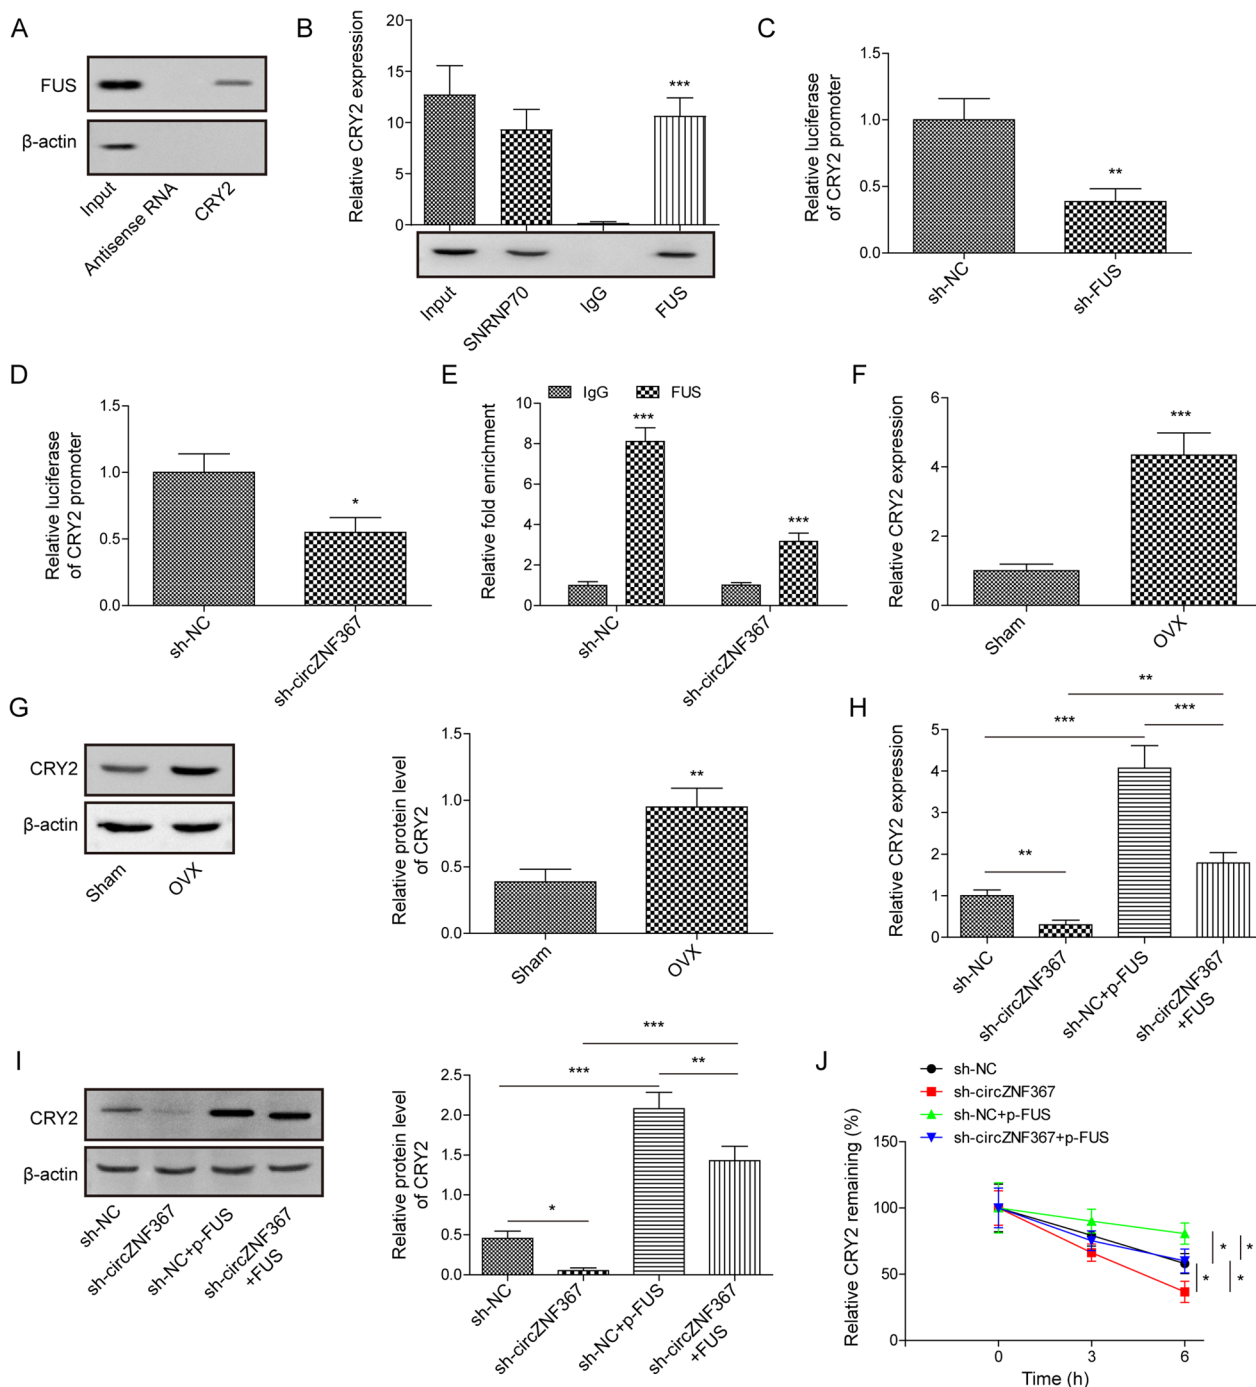 A
FUS
β-actin
Input
Antisense RNA
CRY2
B
Relative CRY2 expression
20
15
10
5
0
***
Input
SNRNP70
IgG
FUS
C
Relative luciferase
of CRY2 promoter
1.5
1.0
0.5
0.0
**
sh-NC
sh-FUS
D
Relative luciferase
of CRY2 promoter
1.5
1.0
0.5
0.0
*
sh-NC
sh-circZNF367
E
IgG
FUS
Relative fold enrichment
10
8
6
4
2
0
***
***
sh-NC
sh-circZNF367
F
Relative CRY2 expression
6
4
2
0
***
Sham
OVX
G
CRY2
β-actin
Sham
OVX
Relative protein level
of CRY2
1.5
1.0
0.5
0.0
**
Sham
OVX
H
Relative CRY2 expression
5
4
3
2
1
0
**
***
***
**
sh-NC
sh-circZNF367
sh-NC+p-FUS
sh-circZNF367
+FUS
I
CRY2
β-actin
sh-NC
sh-circZNF367
sh-NC+p-FUS
sh-circZNF367
+FUS
Relative protein level
of CRY2
2.5
2.0
1.5
1.0
0.5
0.0
***
***
**
*
sh-NC
sh-circZNF367
sh-NC+p-FUS
sh-circZNF367
+FUS
J
sh-NC
sh-circZNF367
sh-NC+p-FUS
sh-circZNF367+p-FUS
Relative CRY2 remaining (%)
150
100
50
0
*
*
*
*
0
3
6
Time (h)